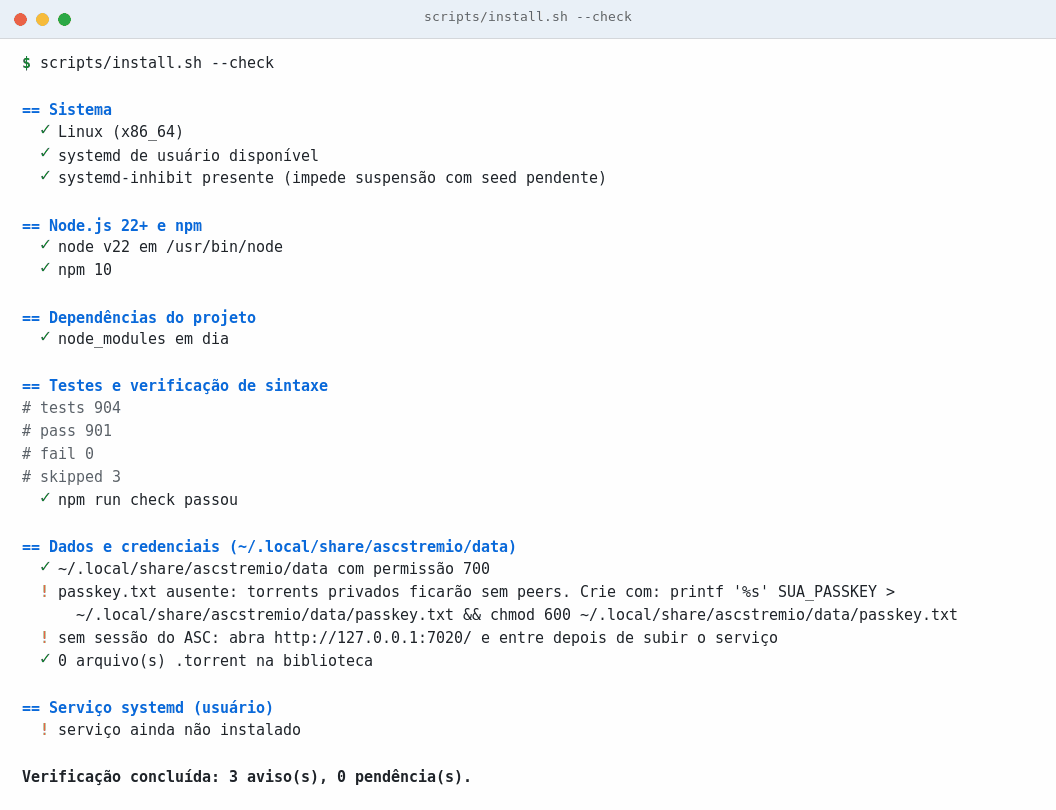 scripts/install.sh --check
$ scripts/install.sh --check
== Sistema
✓ Linux (x86_64)
✓ systemd de usuário disponível
✓ systemd-inhibit presente (impede suspensão com seed pendente)
== Node.js 22+ e npm
✓ node v22 em /usr/bin/node
✓ npm 10
== Dependências do projeto
✓ node_modules em dia
== Testes e verificação de sintaxe
# tests 904
# pass 901
# fail 0
# skipped 3
✓ npm run check passou
== Dados e credenciais (~/.local/share/ascstremio/data)
✓ ~/.local/share/ascstremio/data com permissão 700
! passkey.txt ausente: torrents privados ficarão sem peers. Crie com: printf '%s' SUA_PASSKEY >
~/.local/share/ascstremio/data/passkey.txt && chmod 600 ~/.local/share/ascstremio/data/passkey.txt
! sem sessão do ASC: abra http://127.0.0.1:7020/ e entre depois de subir o serviço
✓ 0 arquivo(s) .torrent na biblioteca
== Serviço systemd (usuário)
! serviço ainda não instalado
Verificação concluída: 3 aviso(s), 0 pendência(s).